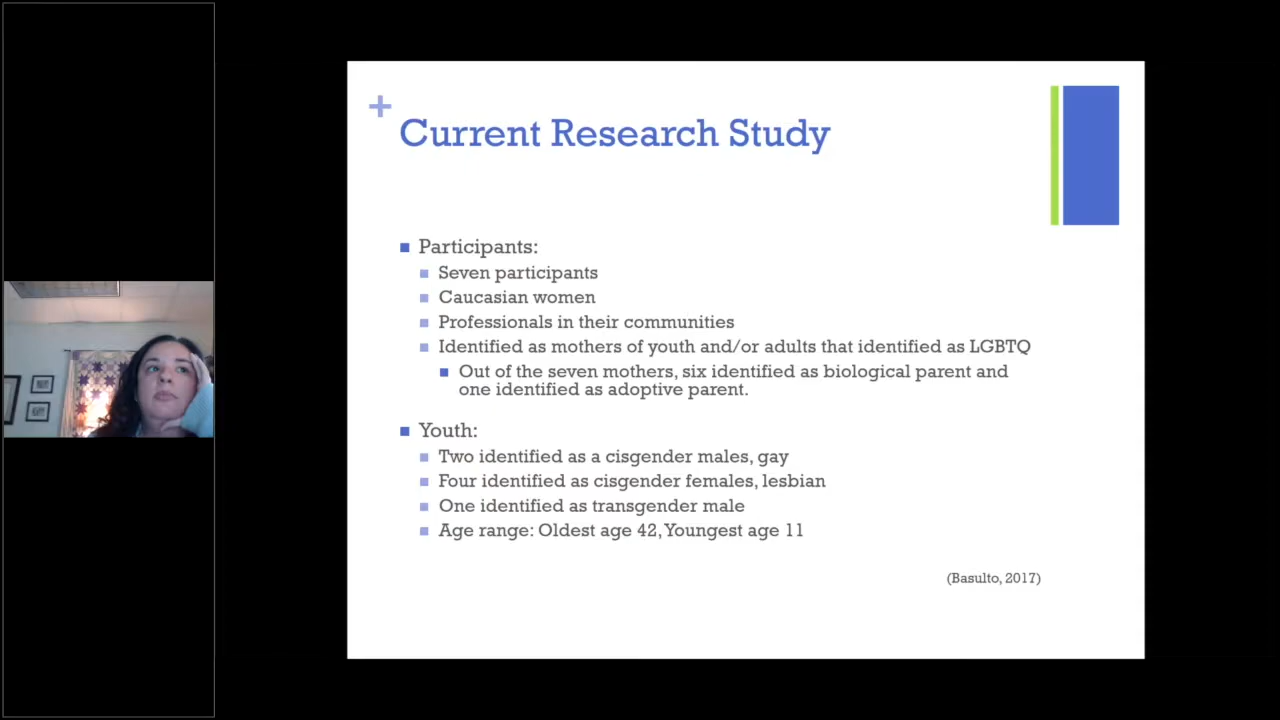 +
Current Research Study
Participants:
Seven participants
Caucasian women
Professionals in their communities
Identified as mothers of youth and/or adults that identified as LGBTQ
Out of the seven mothers, six identified as biological parent and
one identified as adoptive parent.
Youth:
Two identified as a cisgender males, gay
Four identified as cisgender females, lesbian
One identified as transgender male
Age range: Oldest age 42, Youngest age 11
(Basulto, 2017)